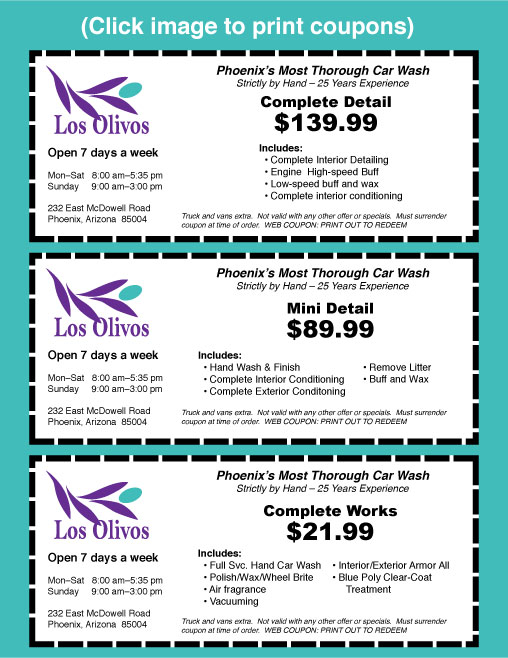 (Click image to print coupons)
Los Olivos
Open 7 days a week
Mon–Sat 8:00 am–5:35 pm
Sunday 9:00 am–3:00 pm
232 East McDowell Road
Phoenix, Arizona 85004
Phoenix's Most Thorough Car Wash
Strictly by Hand – 25 Years Experience
Complete Detail
$139.99
Includes:
• Complete Interior Detailing
• Engine High-speed Buff
• Low-speed buff and wax
• Complete interior conditioning
Truck and vans extra. Not valid with any other offer or specials. Must surrender
coupon at time of order. WEB COUPON: PRINT OUT TO REDEEM
Los Olivos
Open 7 days a week
Mon–Sat 8:00 am–5:35 pm
Sunday 9:00 am–3:00 pm
232 East McDowell Road
Phoenix, Arizona 85004
Phoenix's Most Thorough Car Wash
Strictly by Hand – 25 Years Experience
Mini Detail
$89.99
Includes:
• Hand Wash & Finish
• Complete Interior Conditioning
• Complete Exterior Conditoning
• Remove Litter
• Buff and Wax
Truck and vans extra. Not valid with any other offer or specials. Must surrender
coupon at time of order. WEB COUPON: PRINT OUT TO REDEEM
Los Olivos
Open 7 days a week
Mon–Sat 8:00 am–5:35 pm
Sunday 9:00 am–3:00 pm
232 East McDowell Road
Phoenix, Arizona 85004
Phoenix's Most Thorough Car Wash
Strictly by Hand – 25 Years Experience
Complete Works
$21.99
Includes:
• Full Svc. Hand Car Wash
• Polish/Wax/Wheel Brite
• Air fragrance
• Vacuuming
• Interior/Exterior Armor All
• Blue Poly Clear-Coat
Treatment
Truck and vans extra. Not valid with any other offer or specials. Must surrender
coupon at time of order. WEB COUPON: PRINT OUT TO REDEEM